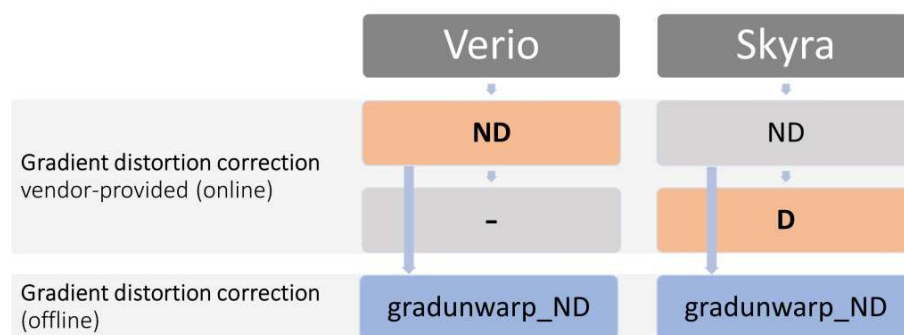 Verio
Skyra
Gradient distortion correction
vendor-provided (online)
ND
ND
–
D
Gradient distortion correction
(offline)
gradunwarp_ND
gradunwarp_ND